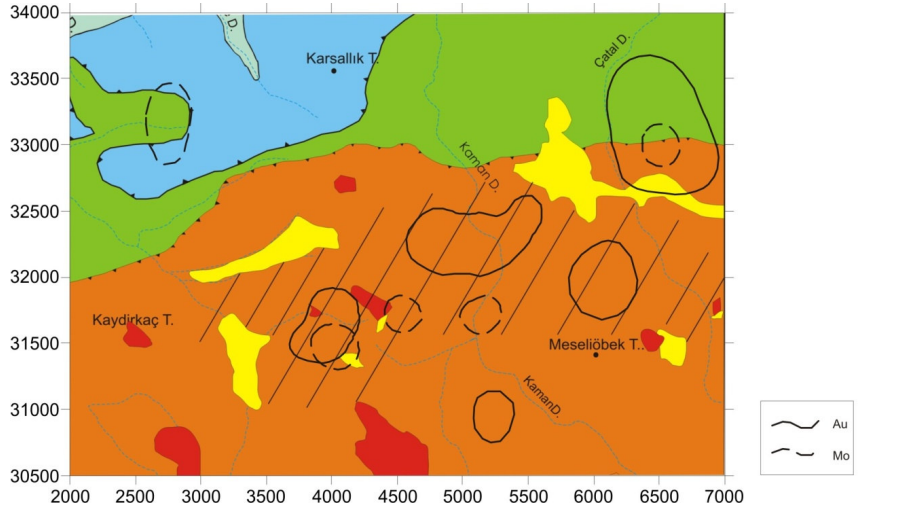 34000
D.
D.
Karsallık T.
Çatal D.
33500
33000
Kaman D.
32500
32000
Kaydirkaç T.
31500
Meseliöbek T..
KamanD.
31000
30500
2000 2500 3000 3500 4000 4500 5000 5500 6000 6500 7000
Au
Mo